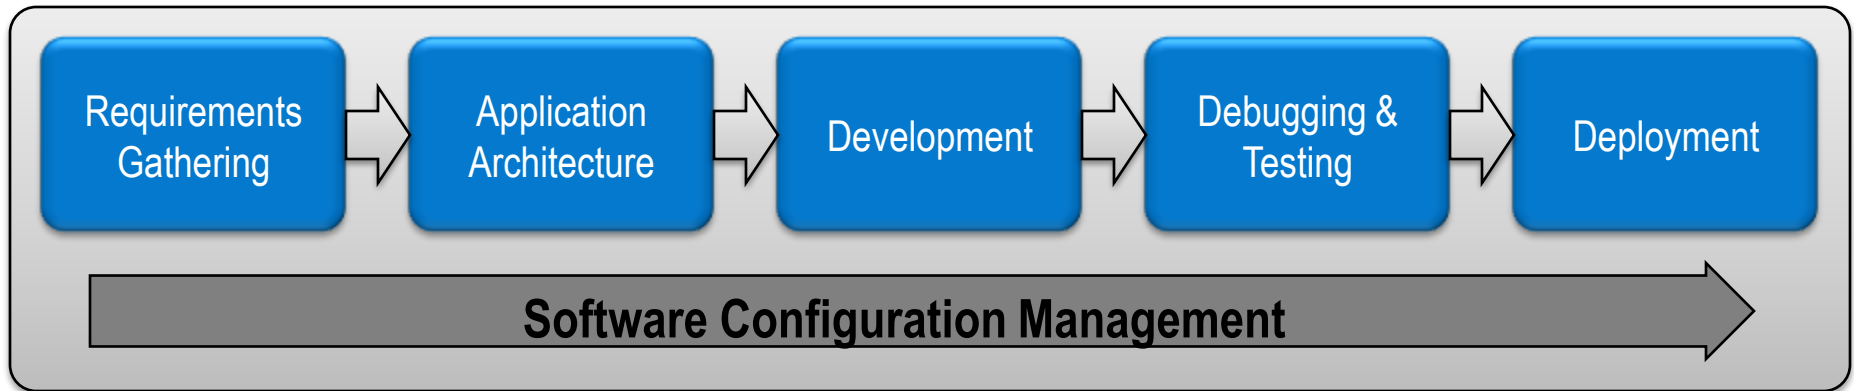 Requirements
Gathering
Application
Architecture
Development
Debugging &
Testing
Deployment
Software Configuration Management